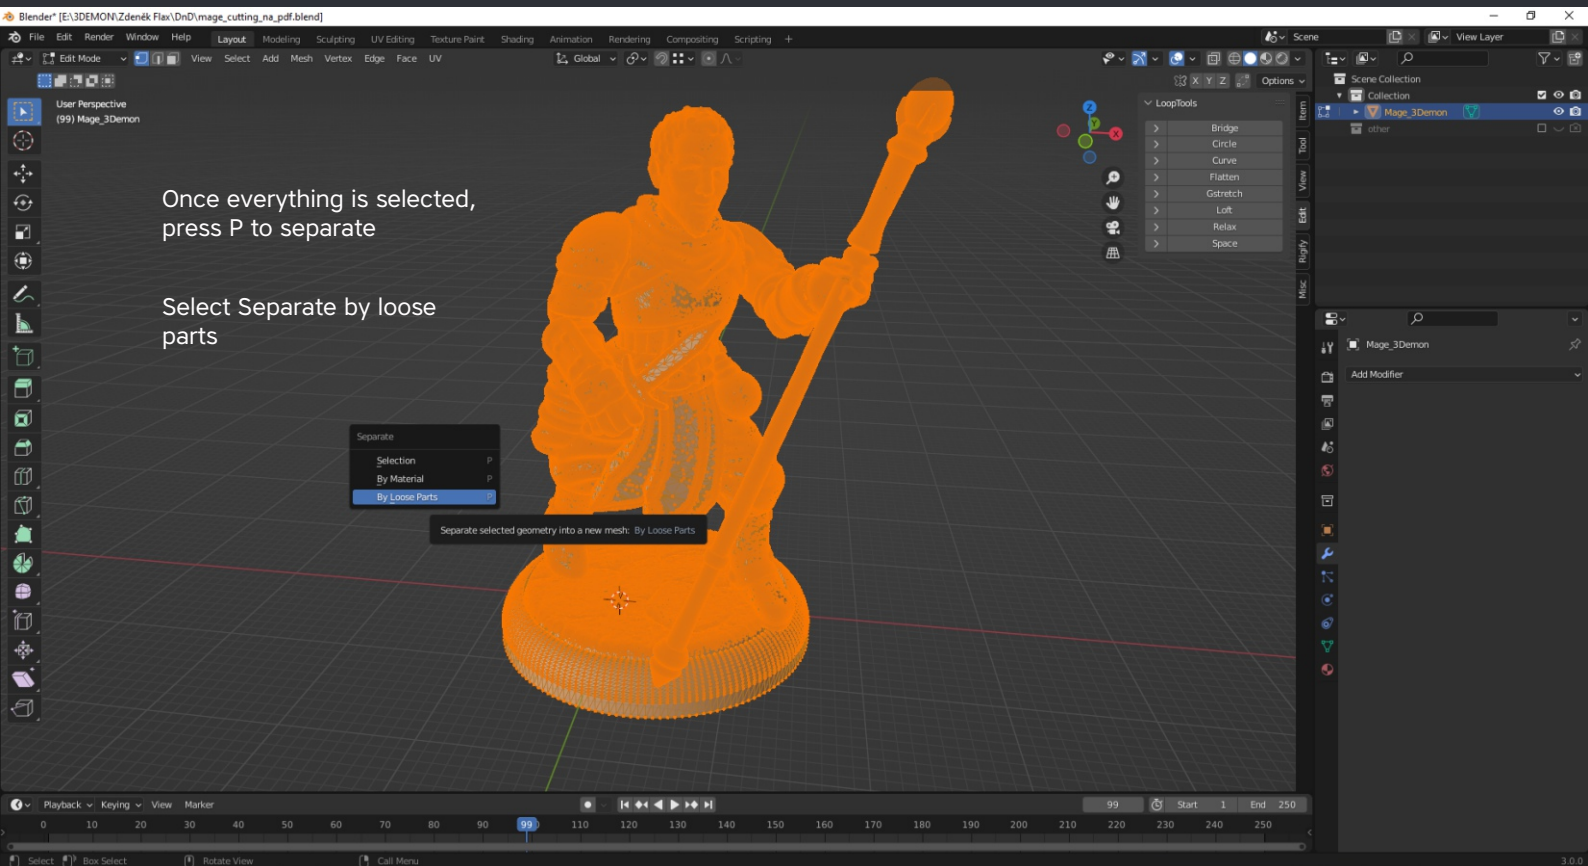 Blender* [E:\3DEMON\Zdeněk Flax\DnD\mage_cutting_na_pdf.blend]
File Edit Render Window Help Layout Modeling Sculpting UV Editing Texture Paint Shading Animation Rendering Compositing Scripting + Scene View Layer
Edit Mode View Select Add Mesh Vertex Edge Face UV Global
X Y Z Options
User Perspective
(99) Mage_3Demon
Once everything is selected,
press P to separate
Select Separate by loose
parts
Separate
Selection P
By Material P
By Loose Parts P
Separate selected geometry into a new mesh: By Loose Parts
Z
Y
X
LoopTools
Bridge
Circle
Curve
Flatten
Gstretch
Loft
Relax
Space
Item
Tool
View
Edit
Rigify
Misc
Scene Collection
Collection
Mage_3Demon
other
Mage_3Demon
Add Modifier
Playback Keying View Marker 99 Start 1 End 250
0 10 20 30 40 50 60 70 80 90 99 110 120 130 140 150 160 170 180 190 200 210 220 230 240 250
Select Box Select Rotate View Call Menu 3.0.0